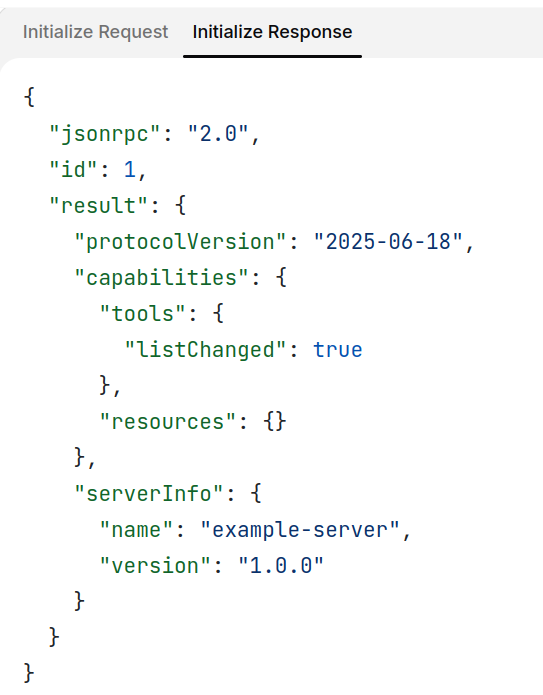 Initialize Request Initialize Response
{
  "jsonrpc": "2.0",
  "id": 1,
  "result": {
    "protocolVersion": "2025-06-18",
    "capabilities": {
      "tools": {
        "listChanged": true
      },
      "resources": {}
    },
    "serverInfo": {
      "name": "example-server",
      "version": "1.0.0"
    }
  }
}